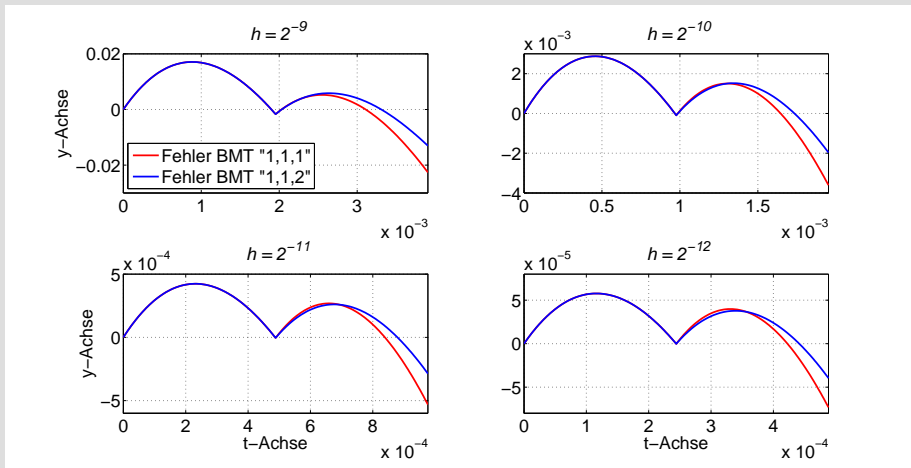 h = 2⁻⁹
y−Achse
0.02
0
−0.02
Fehler BMT "1,1,1"
Fehler BMT "1,1,2"
0 1 2 3
x 10⁻³
h = 2⁻¹⁰
x 10⁻³
2
0
−2
−4
0 0.5 1 1.5
x 10⁻³
h = 2⁻¹¹
x 10⁻⁴
y−Achse
5
0
−5
0 2 4 6 8
t−Achse
x 10⁻⁴
h = 2⁻¹²
x 10⁻⁵
5
0
−5
0 1 2 3 4
t−Achse
x 10⁻⁴